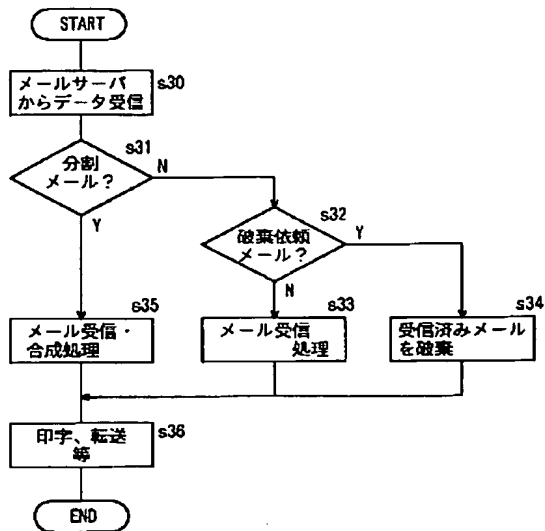 START
メールサーバ
からデータ受信
s30
分割
メール?
s31
N
Y
破棄依頼
メール?
s32
Y
N
メール受信・
合成処理
s35
メール受信
処理
s33
受信済みメール
を破棄
s34
印字、転送
等
s36
END